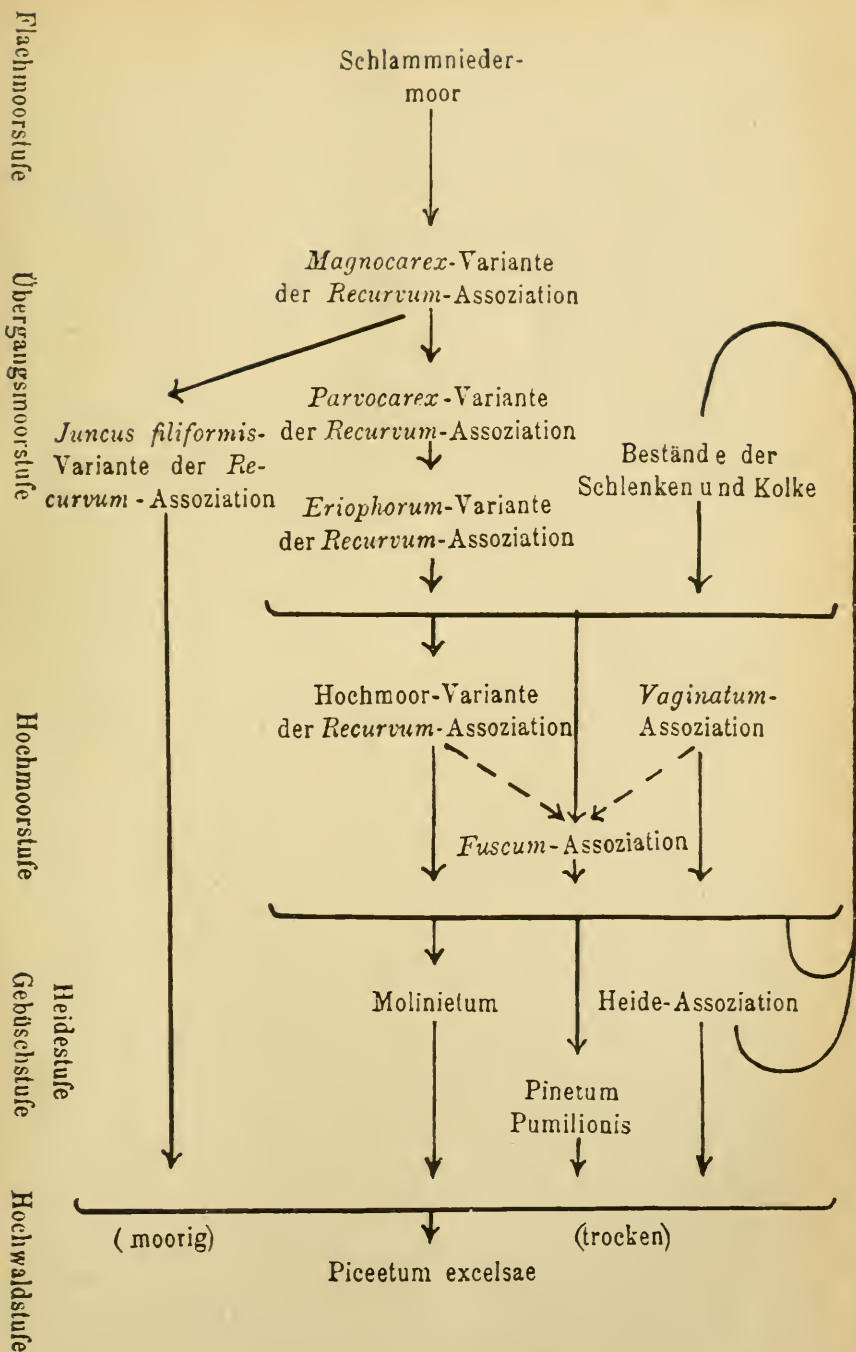 Flachmoorstufe
Schlammnieder-
moor
Übergangsmoorstufe
Magnocarex-Variante
der Recurvum-Assoziation
Juncus filiformis-
Variante der Re-
curvum - Assoziation
Parvocarex-Variante
der Recurvum-Assoziation
Eriophorum-Variante
der Recurvum-Assoziation
Bestände der
Schlenken und Kolke
Hochmoorstufe
Hochmoor-Variante
der Recurvum-Assoziation
Vaginatum-
Assoziation
Fuscum-Assoziation
Heidestufe
Gebüschstufe
Molinietum
Heide-Assoziation
Pinetum
Pumilionis
Hochwaldstufe
(moorig)
(trocken)
Piceetum excelsae